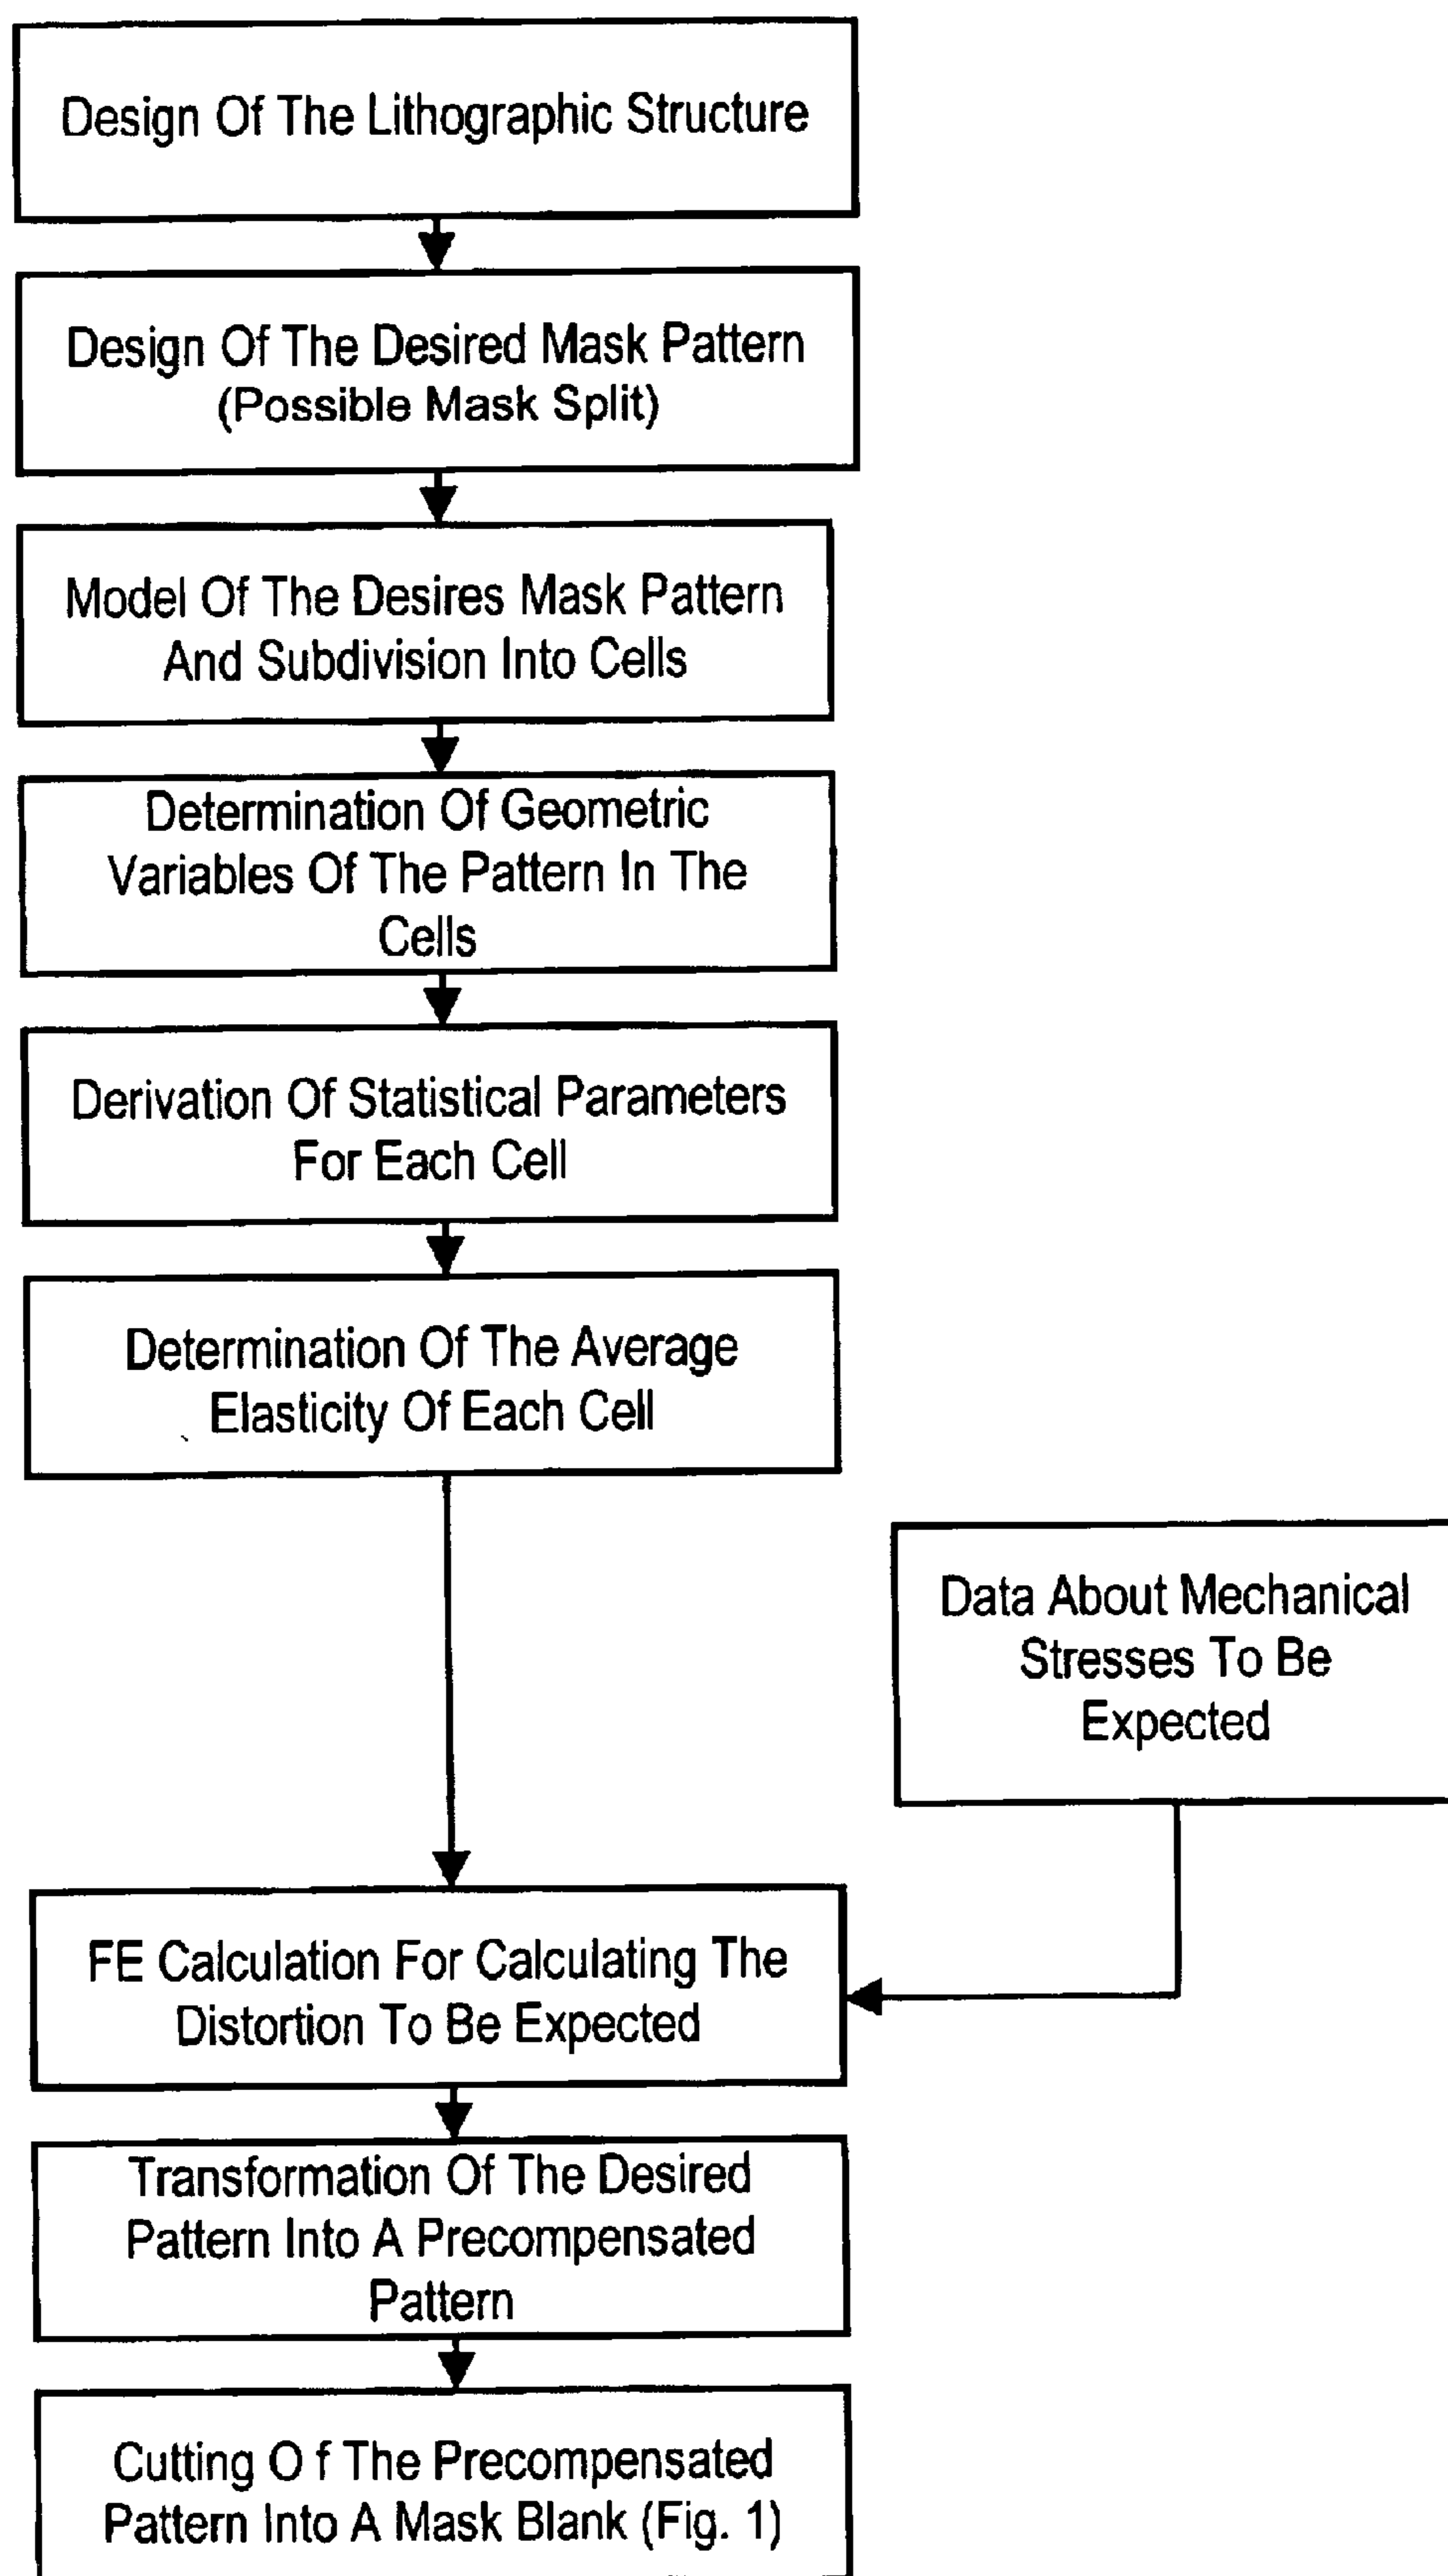 Design Of The Lithographic Structure
Design Of The Desired Mask Pattern
(Possible Mask Split)
Model Of The Desires Mask Pattern
And Subdivision Into Cells
Determination Of Geometric
Variables Of The Pattern In The
Cells
Derivation Of Statistical Parameters
For Each Cell
Determination Of The Average
Elasticity Of Each Cell
Data About Mechanical
Stresses To Be
Expected
FE Calculation For Calculating The
Distortion To Be Expected
Transformation Of The Desired
Pattern Into A Precompensated
Pattern
Cutting O f The Precompensated
Pattern Into A Mask Blank (Fig. 1)